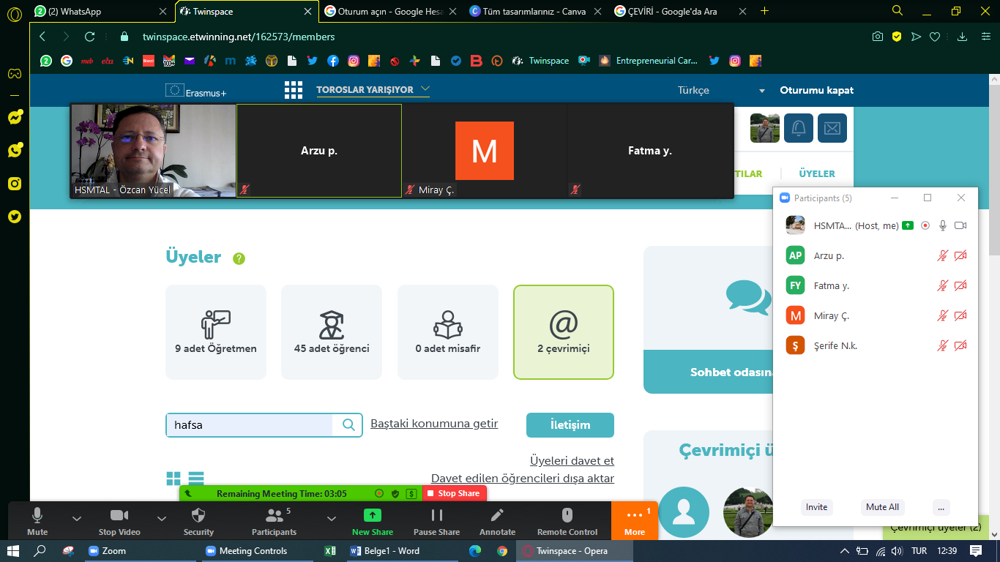 (2) WhatsApp
Twinspace
Oturum açın - Google Hesa
Tüm tasarımlarınız - Canva
ÇEVİRİ - Google'da Ara
twinspace.etwinning.net/162573/members
2
meb
eba
100+
Twinspace
Entrepreneurial Car...
Erasmus+
TOROSLAR YARIŞIYOR
Türkçe
Oturumu kapat
HSMTAL - Özcan Yücel
Arzu p.
M
Miray Ç.
Fatma y.
TILAR
ÜYELER
Participants (5)
HSMTA... (Host, me)
AP Arzu p.
FY Fatma y.
M Miray Ç.
Ş Şerife N.k.
Invite
Mute All
...
Üyeler
?
9 adet Öğretmen
45 adet öğrenci
0 adet misafir
@
2 çevrimiçi
Sohbet odasına
hafsa
Baştaki konumuna getir
İletişim
Çevrimiçi ü
Üyeleri davet et
Davet edilen öğrencileri dışa aktar
Remaining Meeting Time: 03:05
Stop Share
Mute
Stop Video
Security
5
Participants
New Share
Pause Share
Annotate
Remote Control
1
More
Çevrimiçi üyeler (2)
Zoom
Meeting Controls
Belge1 - Word
Twinspace - Opera
TUR
12:39